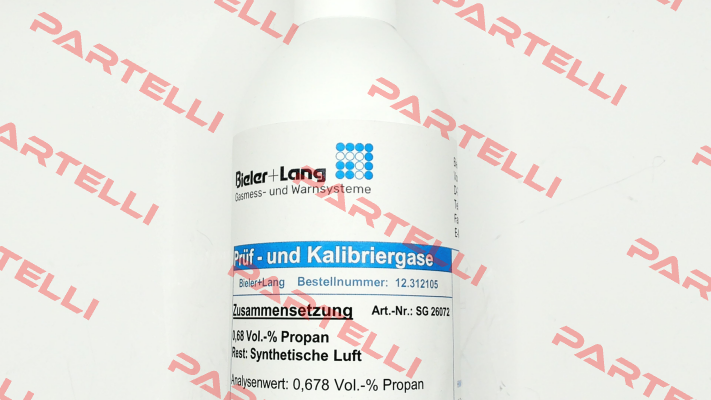 Bieler+Lang
Gasmess- und Warnsysteme
Prüf - und Kalibriergase
Bieler+Lang Bestellnummer: 12.312105
Zusammensetzung Art.-Nr.: SG 26072
0,68 Vol.-% Propan
Rest: Synthetische Luft
Analysenwert: 0,678 Vol.-% Propan
PARTELLI
PARTELLI
PARTELLI
PARTELLI
PARTELLI
PARTELLI
PARTELLI
PARTELLI
PARTELLI